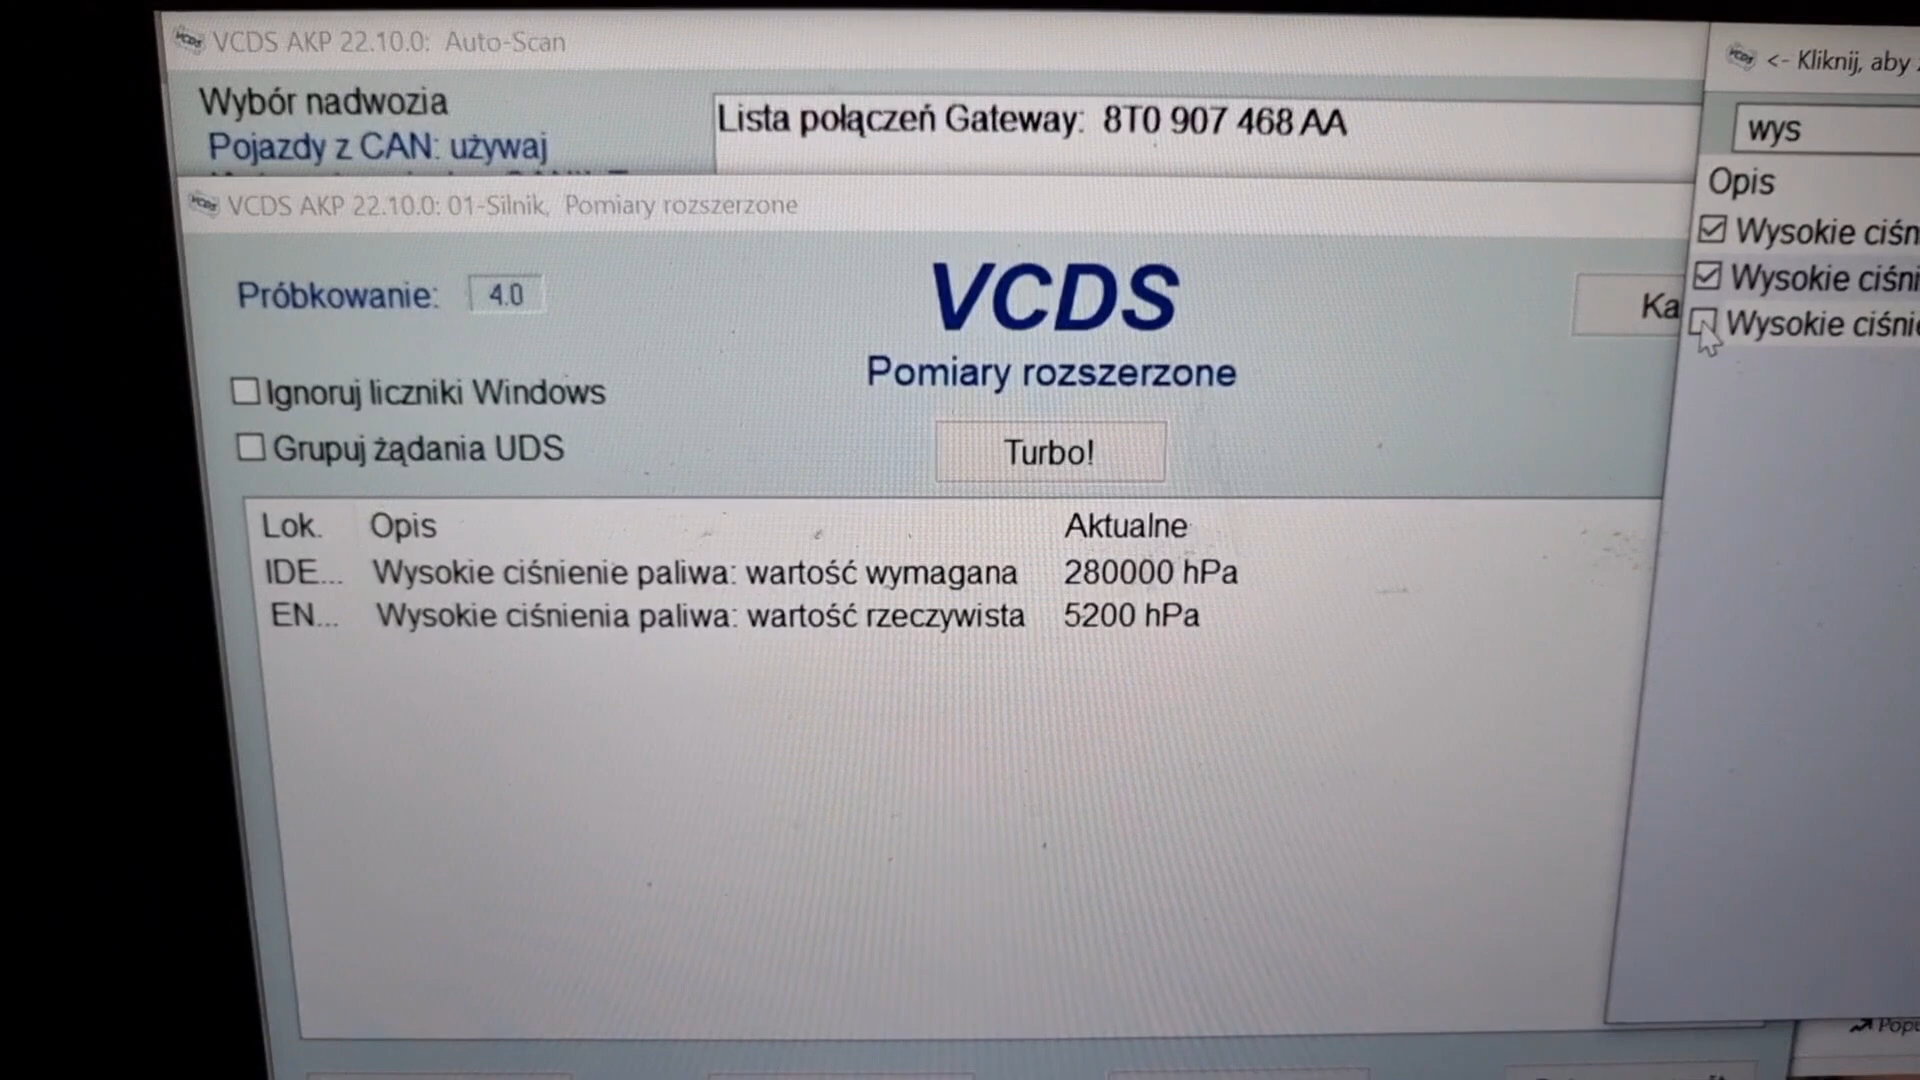 VCDS AKP 22.10.0: Auto-Scan
<- Kliknij, aby
Wybór nadwozia
Pojazdy z CAN: używaj
Lista połączeń Gateway: 8T0 907 468 AA
wys
Opis
Wysokie ciśn
Wysokie ciśni
Wysokie ciśnie
VCDS AKP 22.10.0: 01-Silnik, Pomiary rozszerzone
Próbkowanie: 4.0
VCDS
Pomiary rozszerzone
Ka
Ignoruj liczniki Windows
Grupuj żądania UDS
Turbo!
Lok. Opis Aktualne
IDE... Wysokie ciśnienie paliwa: wartość wymagana 280000 hPa
EN... Wysokie ciśnienia paliwa: wartość rzeczywista 5200 hPa